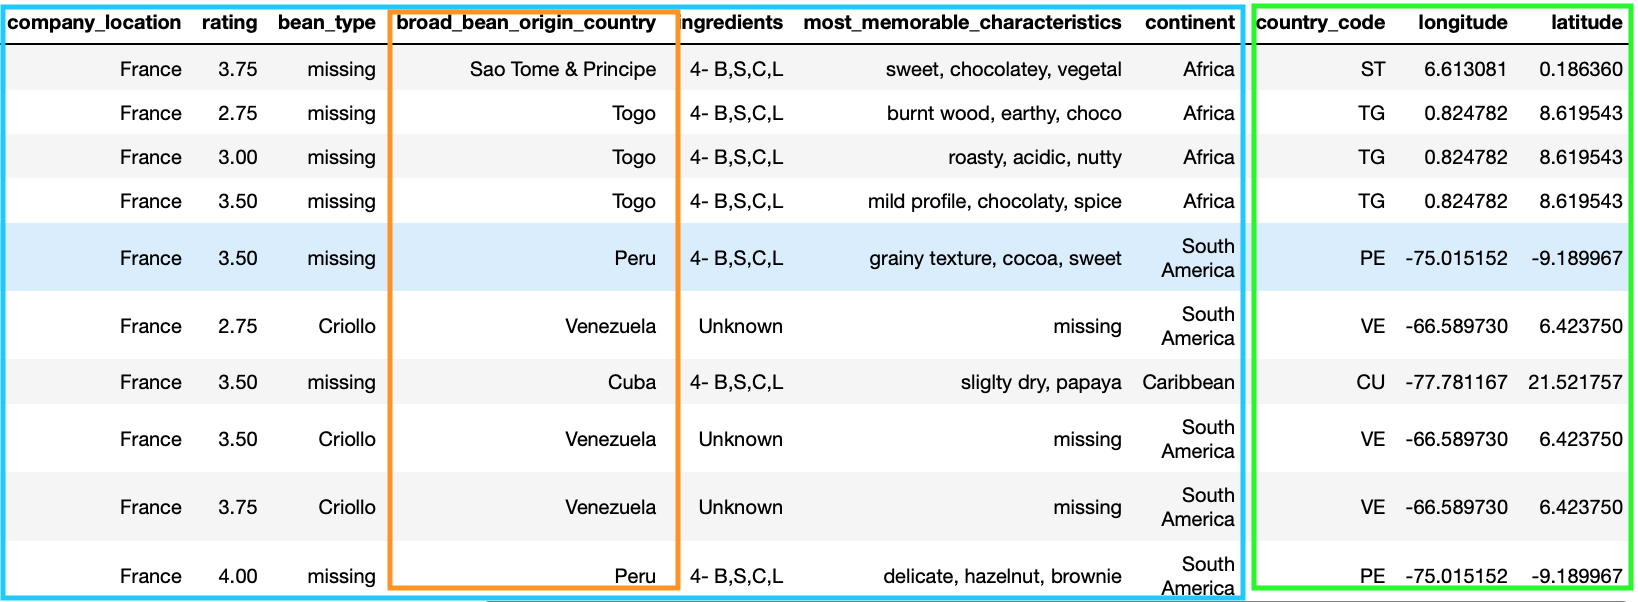 company_location rating bean_type broad_bean_origin_country ingredients most_memorable_characteristics continent country_code longitude latitude
France 3.75 missing Sao Tome & Principe 4- B,S,C,L sweet, chocolatey, vegetal Africa ST 6.613081 0.186360
France 2.75 missing Togo 4- B,S,C,L burnt wood, earthy, choco Africa TG 0.824782 8.619543
France 3.00 missing Togo 4- B,S,C,L roasty, acidic, nutty Africa TG 0.824782 8.619543
France 3.50 missing Togo 4- B,S,C,L mild profile, chocolaty, spice Africa TG 0.824782 8.619543
France 3.50 missing Peru 4- B,S,C,L grainy texture, cocoa, sweet South America PE -75.015152 -9.189967
France 2.75 Criollo Venezuela Unknown missing South America VE -66.589730 6.423750
France 3.50 missing Cuba 4- B,S,C,L sliglty dry, papaya Caribbean CU -77.781167 21.521757
France 3.50 Criollo Venezuela Unknown missing South America VE -66.589730 6.423750
France 3.75 Criollo Venezuela Unknown missing South America VE -66.589730 6.423750
France 4.00 missing Peru 4- B,S,C,L delicate, hazelnut, brownie South America PE -75.015152 -9.189967